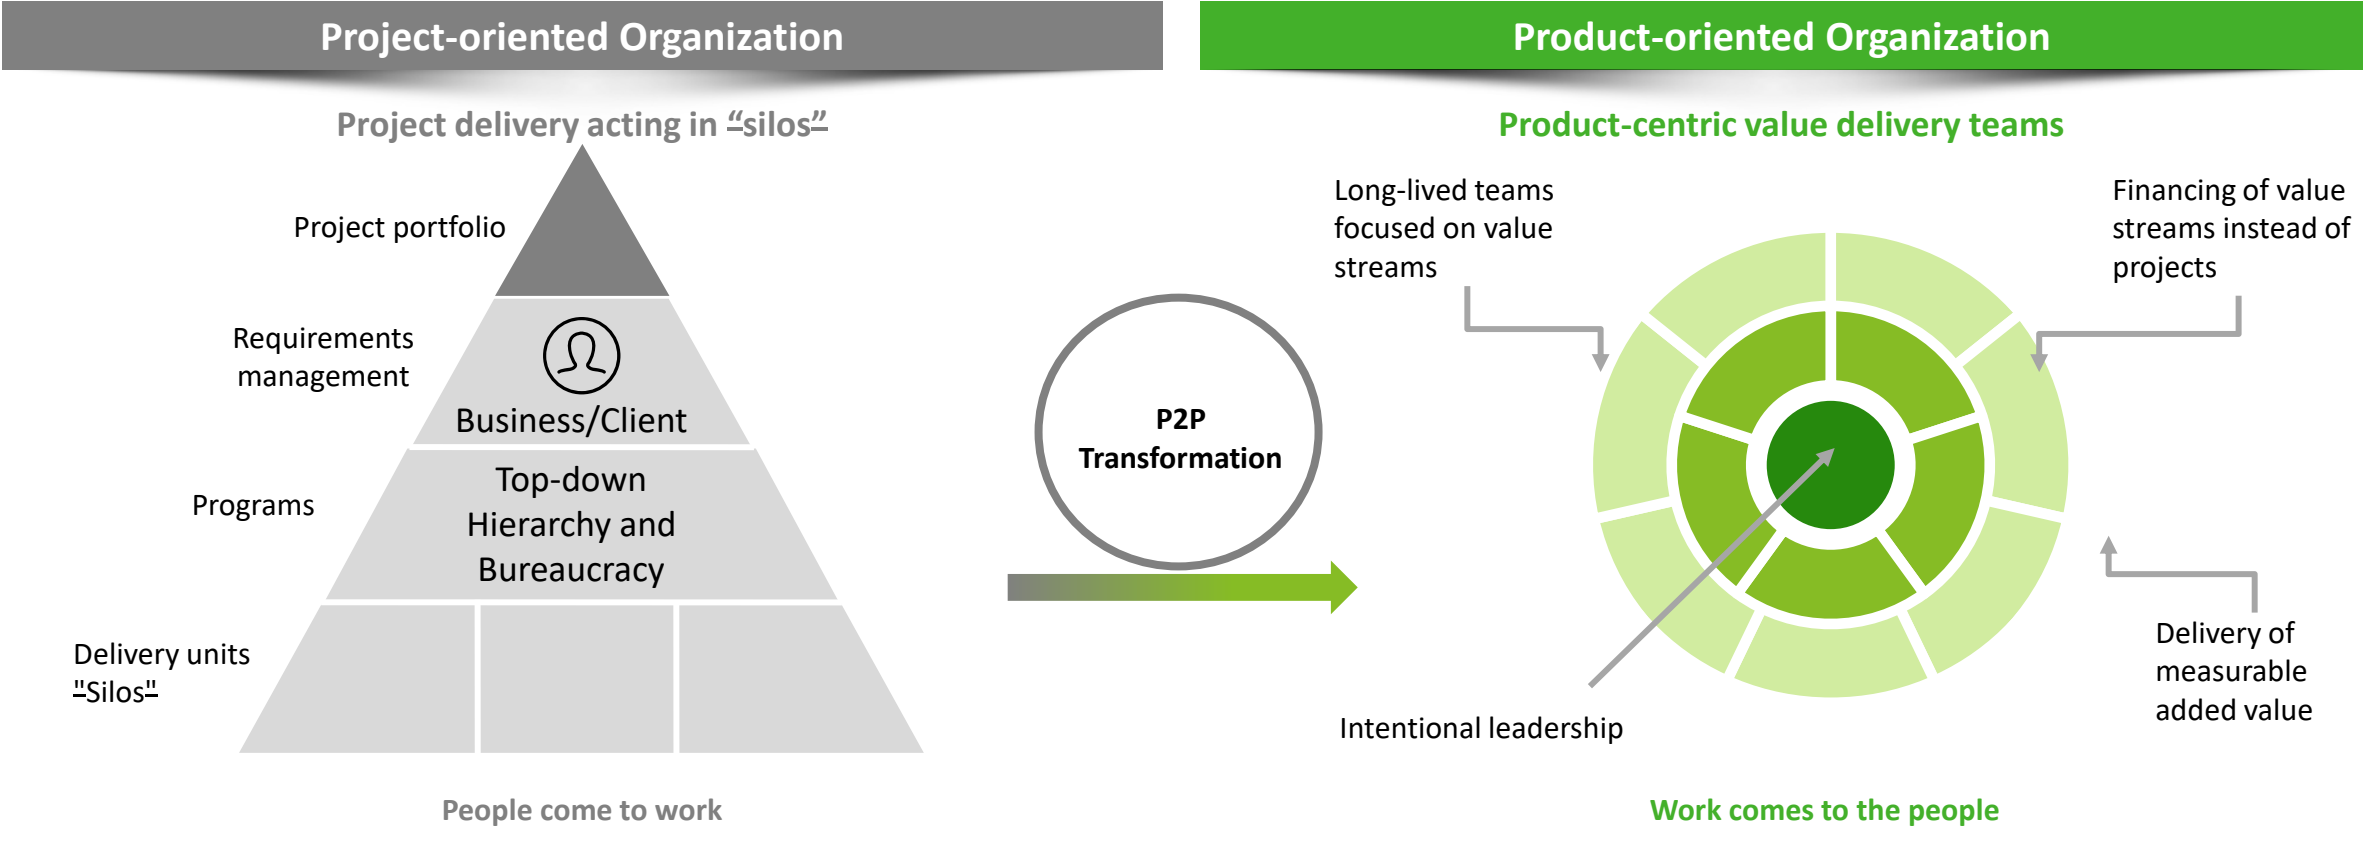 Project-oriented Organization
Project delivery acting in “silos”
Project portfolio
Requirements
management
Business/Client
Programs
Top-down
Hierarchy and
Bureaucracy
Delivery units
"Silos"
People come to work
P2P
Transformation
Product-oriented Organization
Product-centric value delivery teams
Long-lived teams
focused on value
streams
Financing of value
streams instead of
projects
Intentional leadership
Delivery of
measurable
added value
Work comes to the people